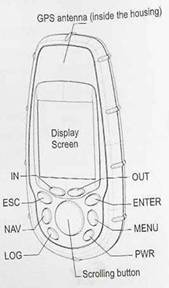 GPS antenna (inside the housing)
Display
Screen
IN
OUT
ESC
ENTER
NAV
MENU
LOG
PWR
Scrolling button